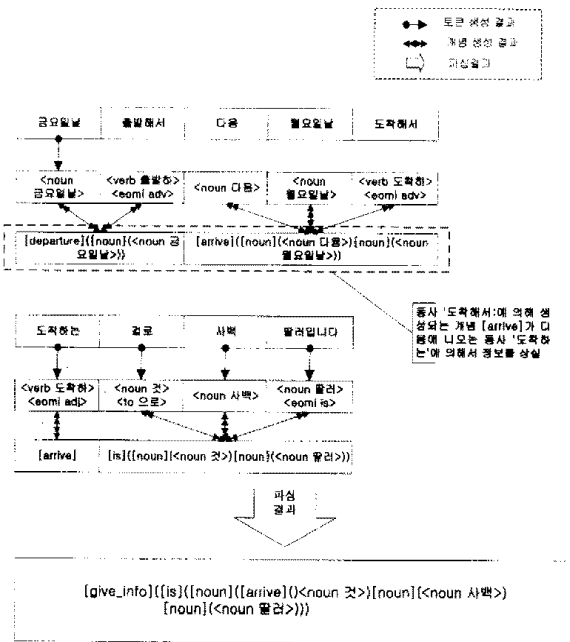 토큰 생성 결과
개념 생성 결과
파싱결과
금요일날 출발해서 다음 월요일날 도착해서
<noun 금요일날> <verb 출발하> <eomi adv> <noun 다음> <noun 월요일날> <verb 도착하> <eomi adv>
[departure]([noun](<noun 금
요일날>))
[arrive]([noun](<noun 다음>)[noun](<noun
월요일날>))
동사 '도착해서:에 의해 생
성되는 개념 [arrive]가 다
음에 나오는 동사 '도착하
는'에 의해서 정보를 상실
도착하는 걸로 사백 딸러입니다
<verb 도착하> <eomi adj> <noun 것> <to 으로> <noun 사백> <noun 딸러> <eomi is>
[arrive] [is]([noun](<noun 것>)[noun](<noun 딸러>))
파싱
결과
[give_info]([is]([noun]([arrive]()<noun 것>)[noun](<noun 사백>)
[noun](<noun 딸러>)))